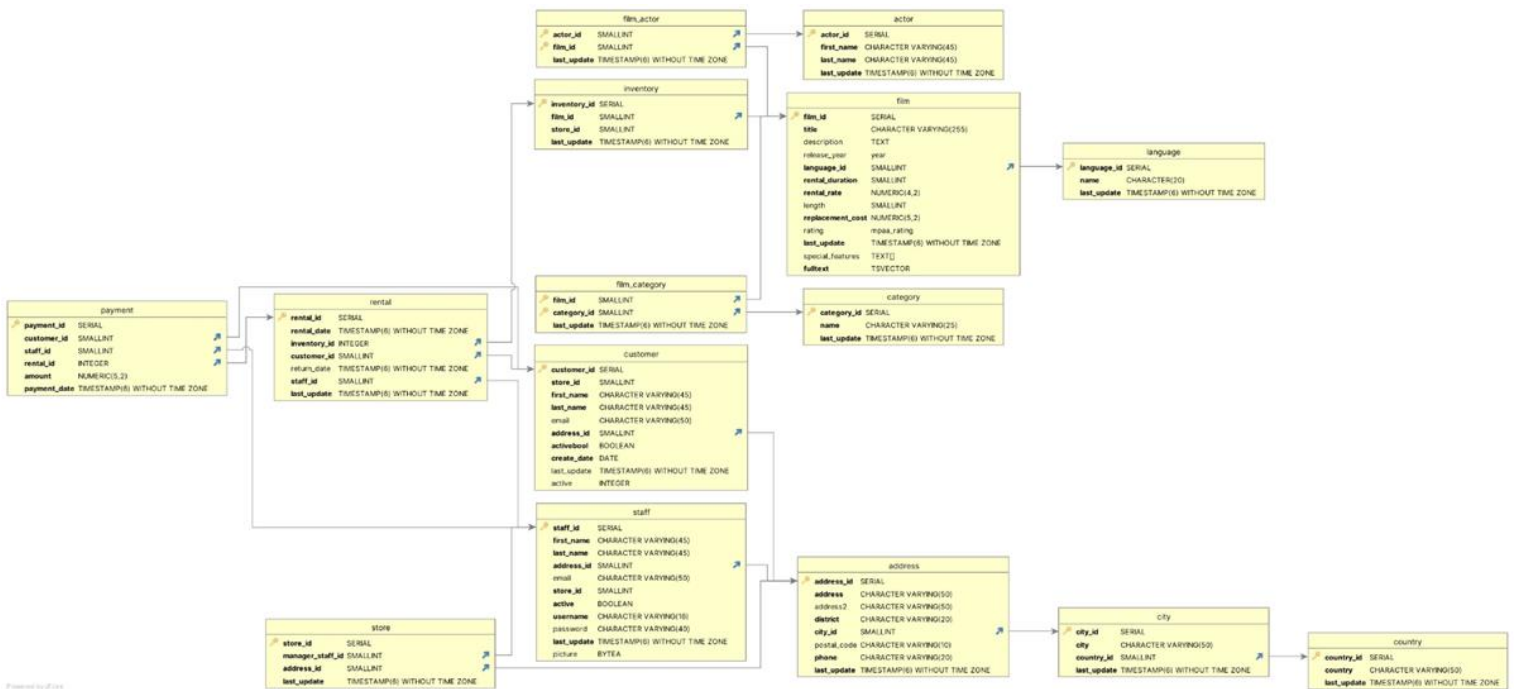 film_actor
actor_id SMALLINT
film_id SMALLINT
last_update TIMESTAMP(6) WITHOUT TIME ZONE
actor
actor_id SERIAL
first_name CHARACTER VARYING(45)
last_name CHARACTER VARYING(45)
last_update TIMESTAMP(6) WITHOUT TIME ZONE
inventory
inventory_id SERIAL
film_id SMALLINT
store_id SMALLINT
last_update TIMESTAMP(6) WITHOUT TIME ZONE
film
film_id SERIAL
title CHARACTER VARYING(255)
description TEXT
release_year year
language_id SMALLINT
rental_duration SMALLINT
rental_rate NUMERIC(4,2)
length SMALLINT
replacement_cost NUMERIC(5,2)
rating mpaa_rating
last_update TIMESTAMP(6) WITHOUT TIME ZONE
special_features TEXT[]
fulltext TSVECTOR
language
language_id SERIAL
name CHARACTER(20)
last_update TIMESTAMP(6) WITHOUT TIME ZONE
film_category
film_id SMALLINT
category_id SMALLINT
last_update TIMESTAMP(6) WITHOUT TIME ZONE
category
category_id SERIAL
name CHARACTER VARYING(25)
last_update TIMESTAMP(6) WITHOUT TIME ZONE
payment
payment_id SERIAL
customer_id SMALLINT
staff_id SMALLINT
rental_id INTEGER
amount NUMERIC(5,2)
payment_date TIMESTAMP(6) WITHOUT TIME ZONE
rental
rental_id SERIAL
rental_date TIMESTAMP(6) WITHOUT TIME ZONE
inventory_id INTEGER
customer_id SMALLINT
return_date TIMESTAMP(6) WITHOUT TIME ZONE
staff_id SMALLINT
last_update TIMESTAMP(6) WITHOUT TIME ZONE
customer
customer_id SERIAL
store_id SMALLINT
first_name CHARACTER VARYING(45)
last_name CHARACTER VARYING(45)
email CHARACTER VARYING(50)
address_id SMALLINT
activebool BOOLEAN
create_date DATE
last_update TIMESTAMP(6) WITHOUT TIME ZONE
active INTEGER
staff
staff_id SERIAL
first_name CHARACTER VARYING(45)
last_name CHARACTER VARYING(45)
address_id SMALLINT
email CHARACTER VARYING(50)
store_id SMALLINT
active BOOLEAN
username CHARACTER VARYING(16)
password CHARACTER VARYING(40)
last_update TIMESTAMP(6) WITHOUT TIME ZONE
picture BYTEA
store
store_id SERIAL
manager_staff_id SMALLINT
address_id SMALLINT
last_update TIMESTAMP(6) WITHOUT TIME ZONE
address
address_id SERIAL
address CHARACTER VARYING(50)
address2 CHARACTER VARYING(50)
district CHARACTER VARYING(20)
city_id SMALLINT
postal_code CHARACTER VARYING(10)
phone CHARACTER VARYING(20)
last_update TIMESTAMP(6) WITHOUT TIME ZONE
city
city_id SERIAL
city CHARACTER VARYING(50)
country_id SMALLINT
last_update TIMESTAMP(6) WITHOUT TIME ZONE
country
country_id SERIAL
country CHARACTER VARYING(50)
last_update TIMESTAMP(6) WITHOUT TIME ZONE
Powered by